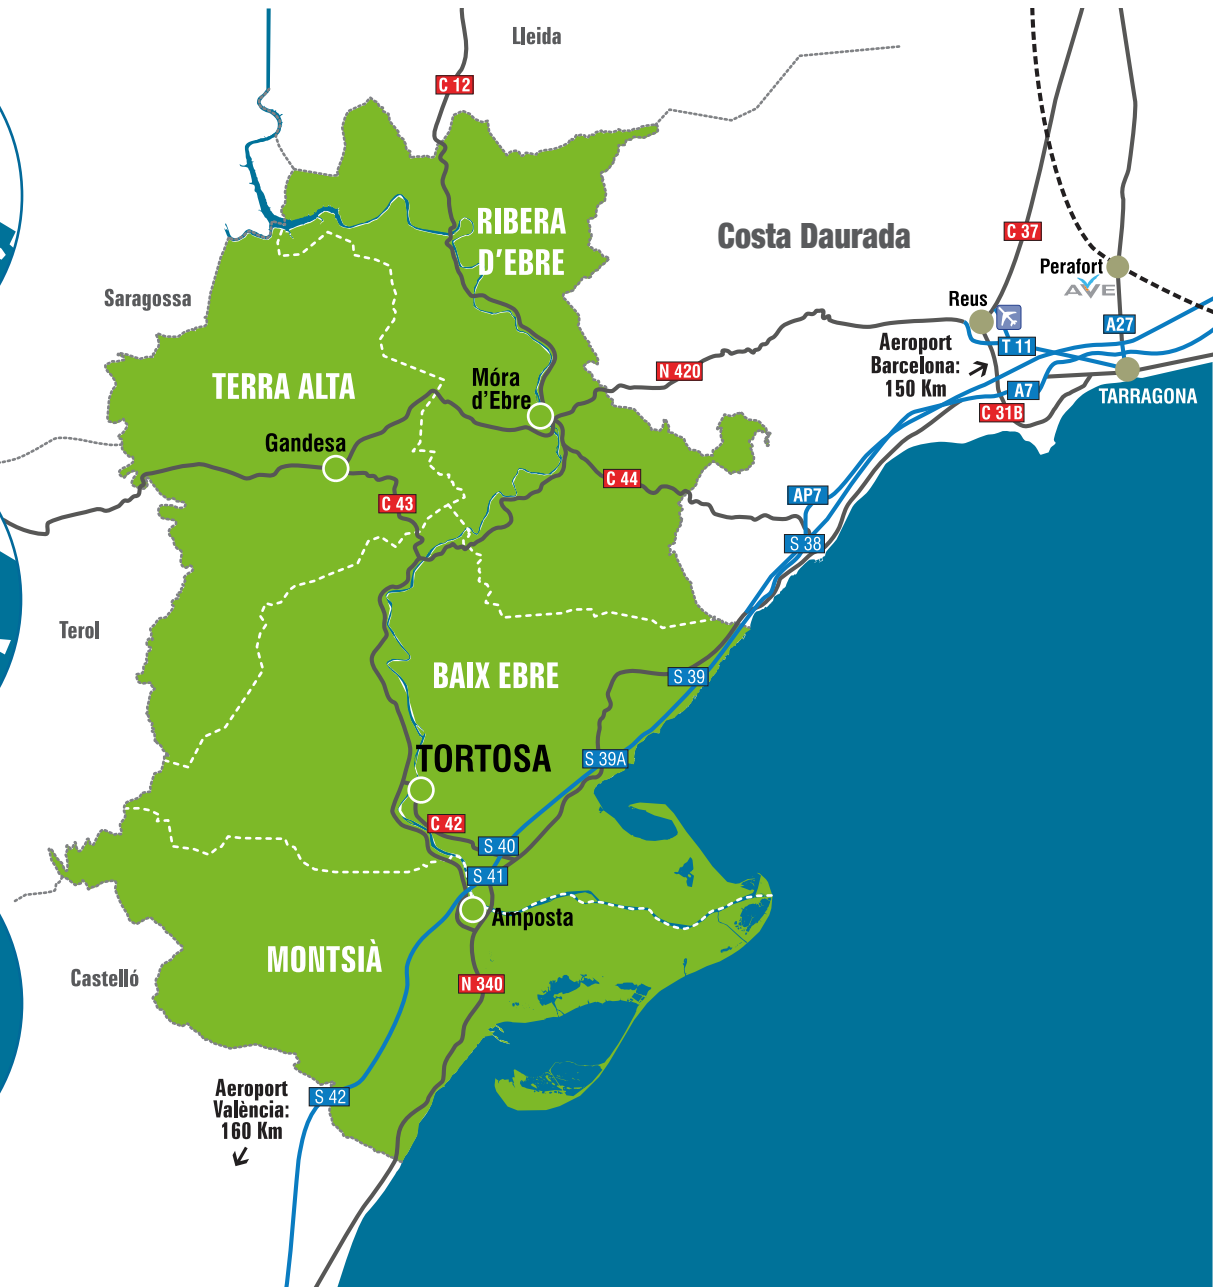 Lleida
C 12
RIBERA
D'EBRE
Costa Daurada
C 37
Perafort
AVE
Saragossa
Reus
A27
T 11
Aeroport
Barcelona:
150 Km
N 420
Móra
d'Ebre
TERRA ALTA
A7
TARRAGONA
C 31B
Gandesa
C 44
C 43
AP7
S 38
Terol
BAIX EBRE
S 39
TORTOSA
S 39A
C 42
S 40
S 41
Amposta
MONTSIÀ
Castelló
N 340
Aeroport
València:
160 Km
S 42